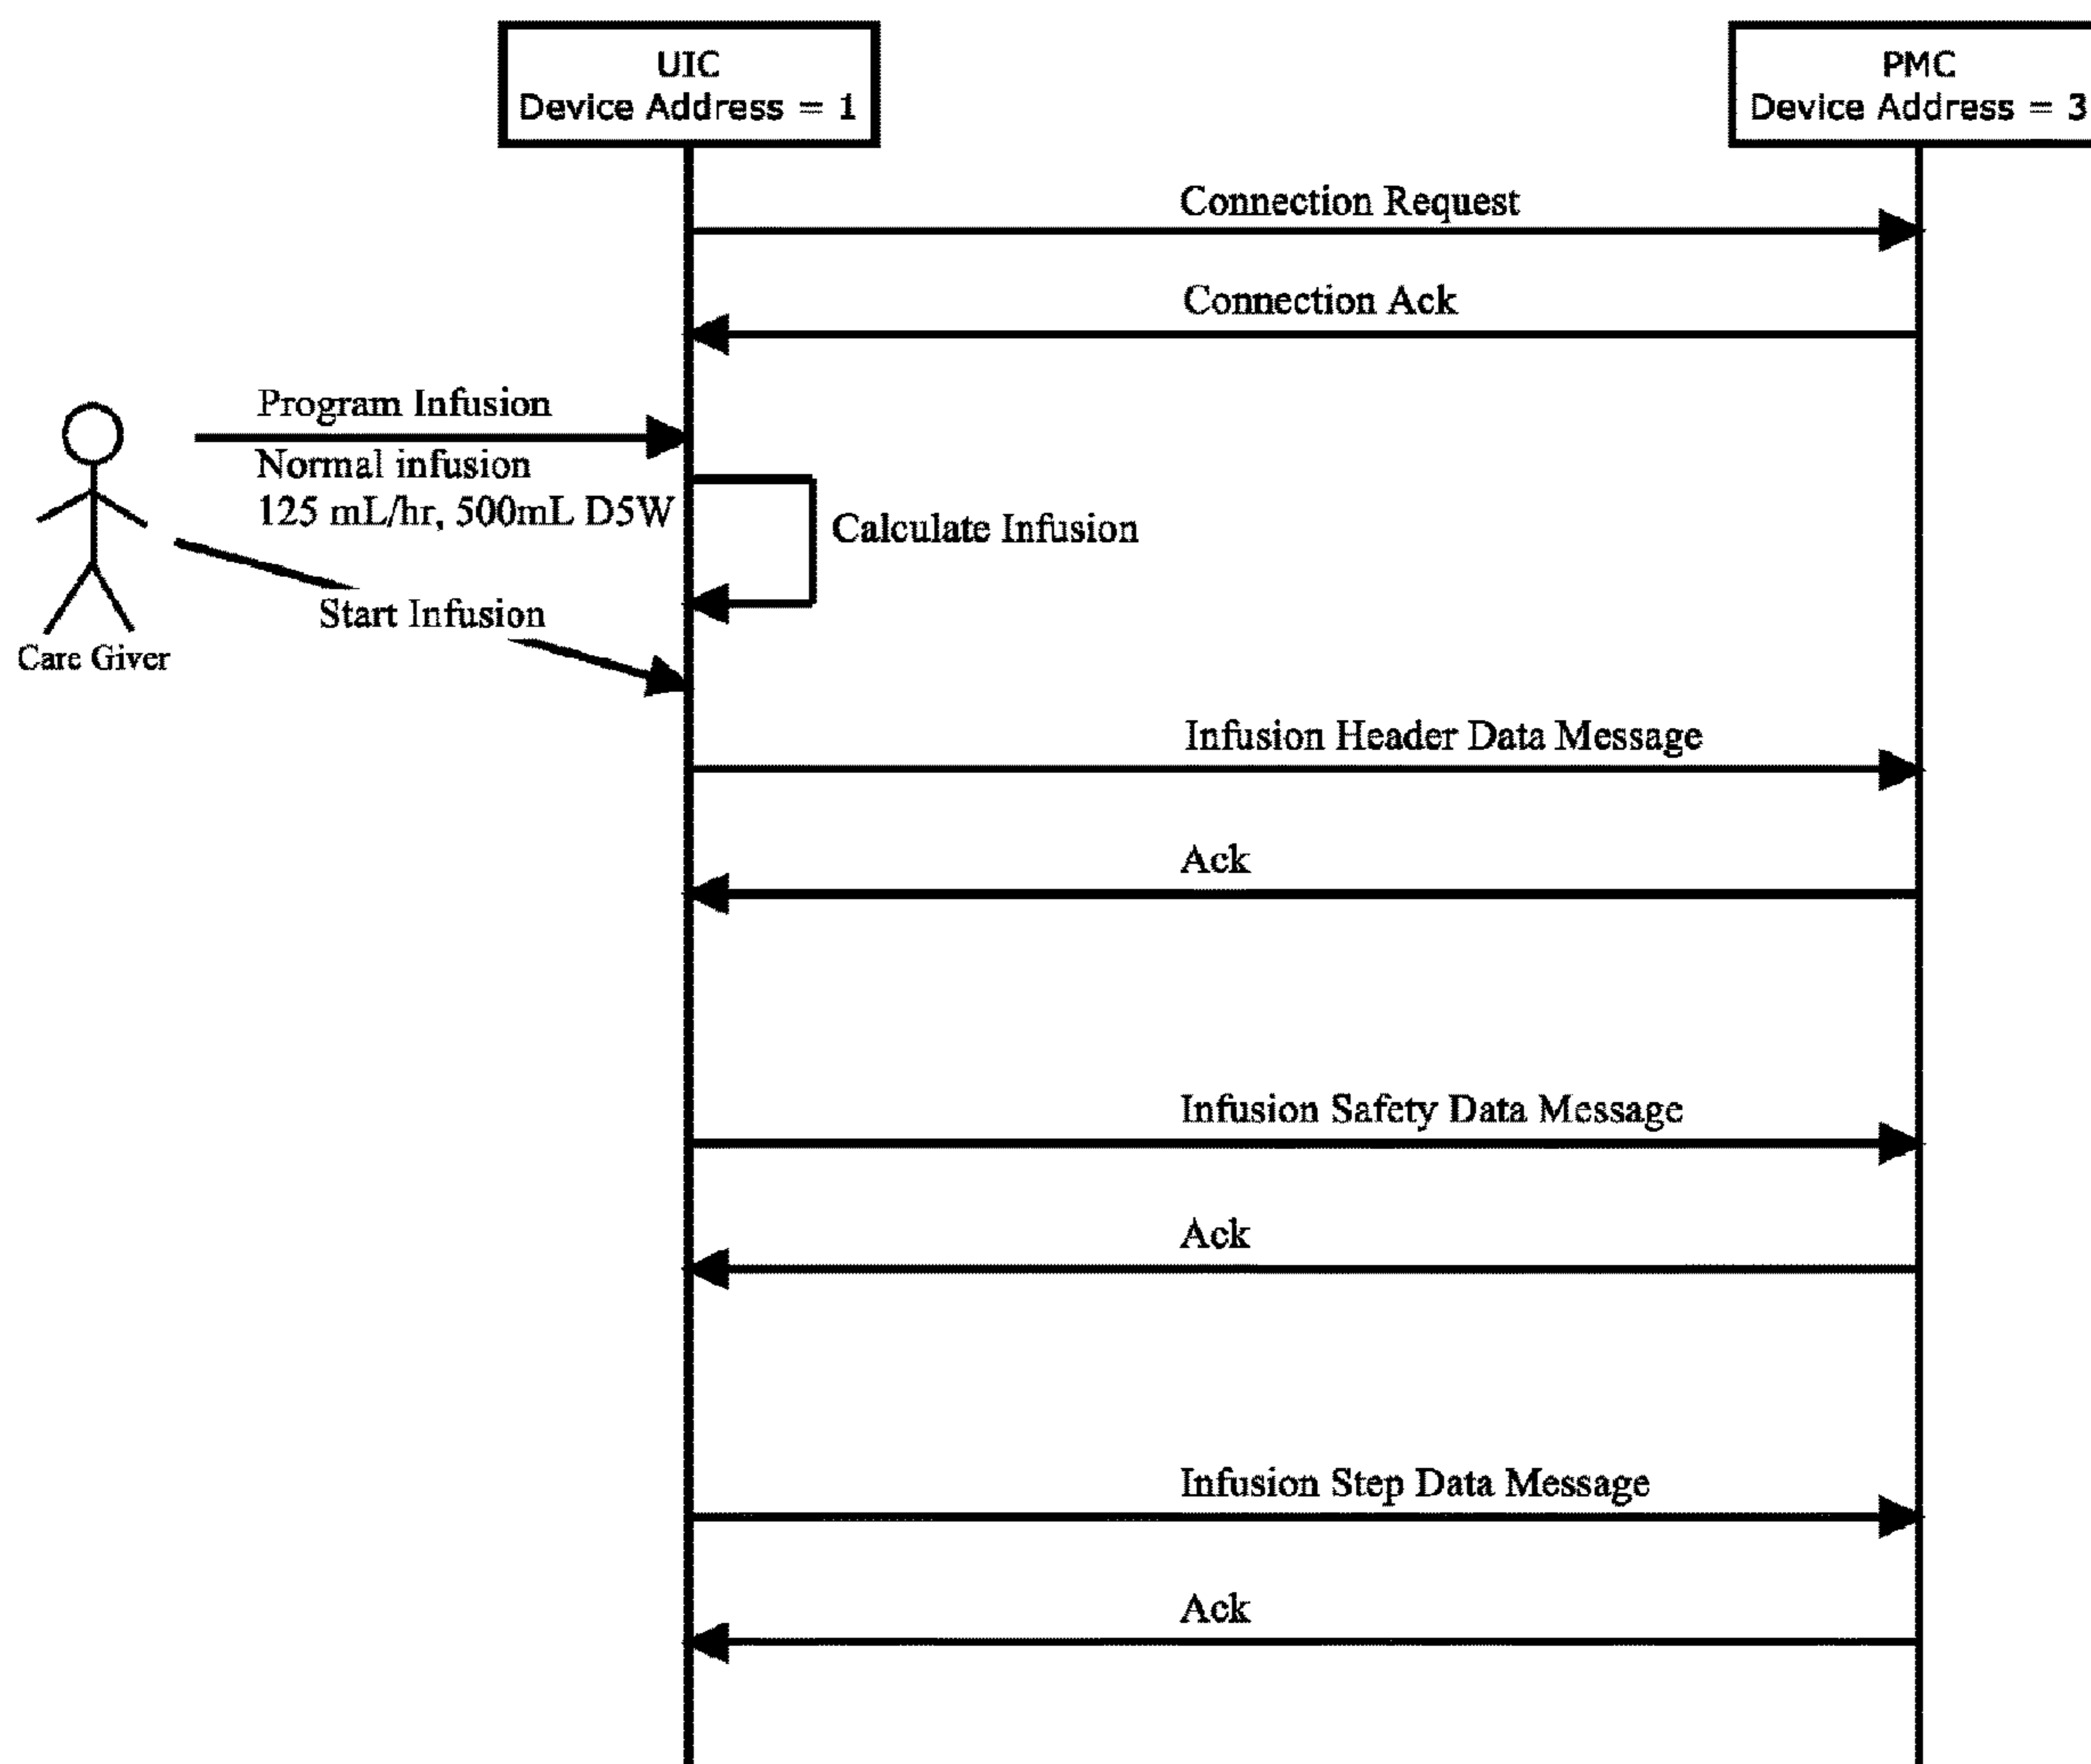 UIC
Device Address = 1
PMC
Device Address = 3
Connection Request
Connection Ack
Program Infusion
Normal infusion
125 mL/hr, 500mL D5W
Calculate Infusion
Start Infusion
Care Giver
Infusion Header Data Message
Ack
Infusion Safety Data Message
Ack
Infusion Step Data Message
Ack